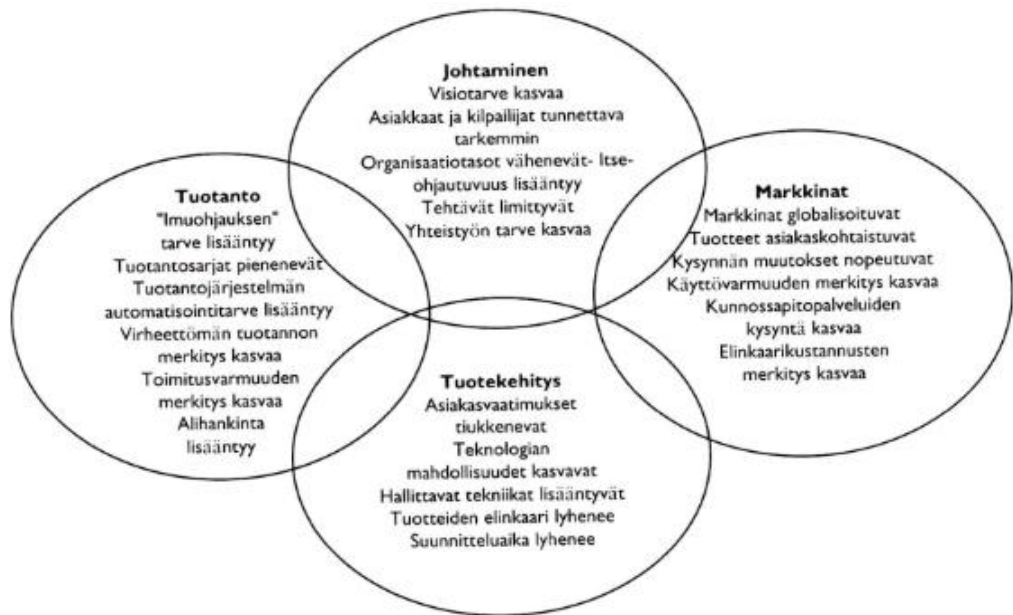 Johtaminen
Visiotarve kasvaa
Asiakkaat ja kilpailijat tunnettava
tarkemmin
Organisaatiotasot vähenevät- Itse-
ohjautuvuus lisääntyy
Tehtävät limittyvät
Yhteistyön tarve kasvaa
Tuotanto
"Imuohjauksen"
tarve lisääntyy
Tuotantosarjat pienenevät
Tuotantojärjestelmän
automatisointitarve lisääntyy
Virheettömän tuotannon
merkitys kasvaa
Toimitusvarmuuden
merkitys kasvaa
Alihankinta
lisääntyy
Markkinat
Markkinat globalisoituvat
Tuotteet asiakaskohtaistuvat
Kysynnän muutokset nopeutuvat
Käyttövarmuuden merkitys kasvaa
Kunnossapitopalveluiden
kysyntä kasvaa
Elinkaarikustannusten
merkitys kasvaa
Tuotekehitys
Asiakasvaatimukset
tiukkenevat
Teknologian
mahdollisuudet kasvavat
Hallittavat tekniikat lisääntyvät
Tuotteiden elinkaari lyhenee
Suunnitteluaika lyhenee